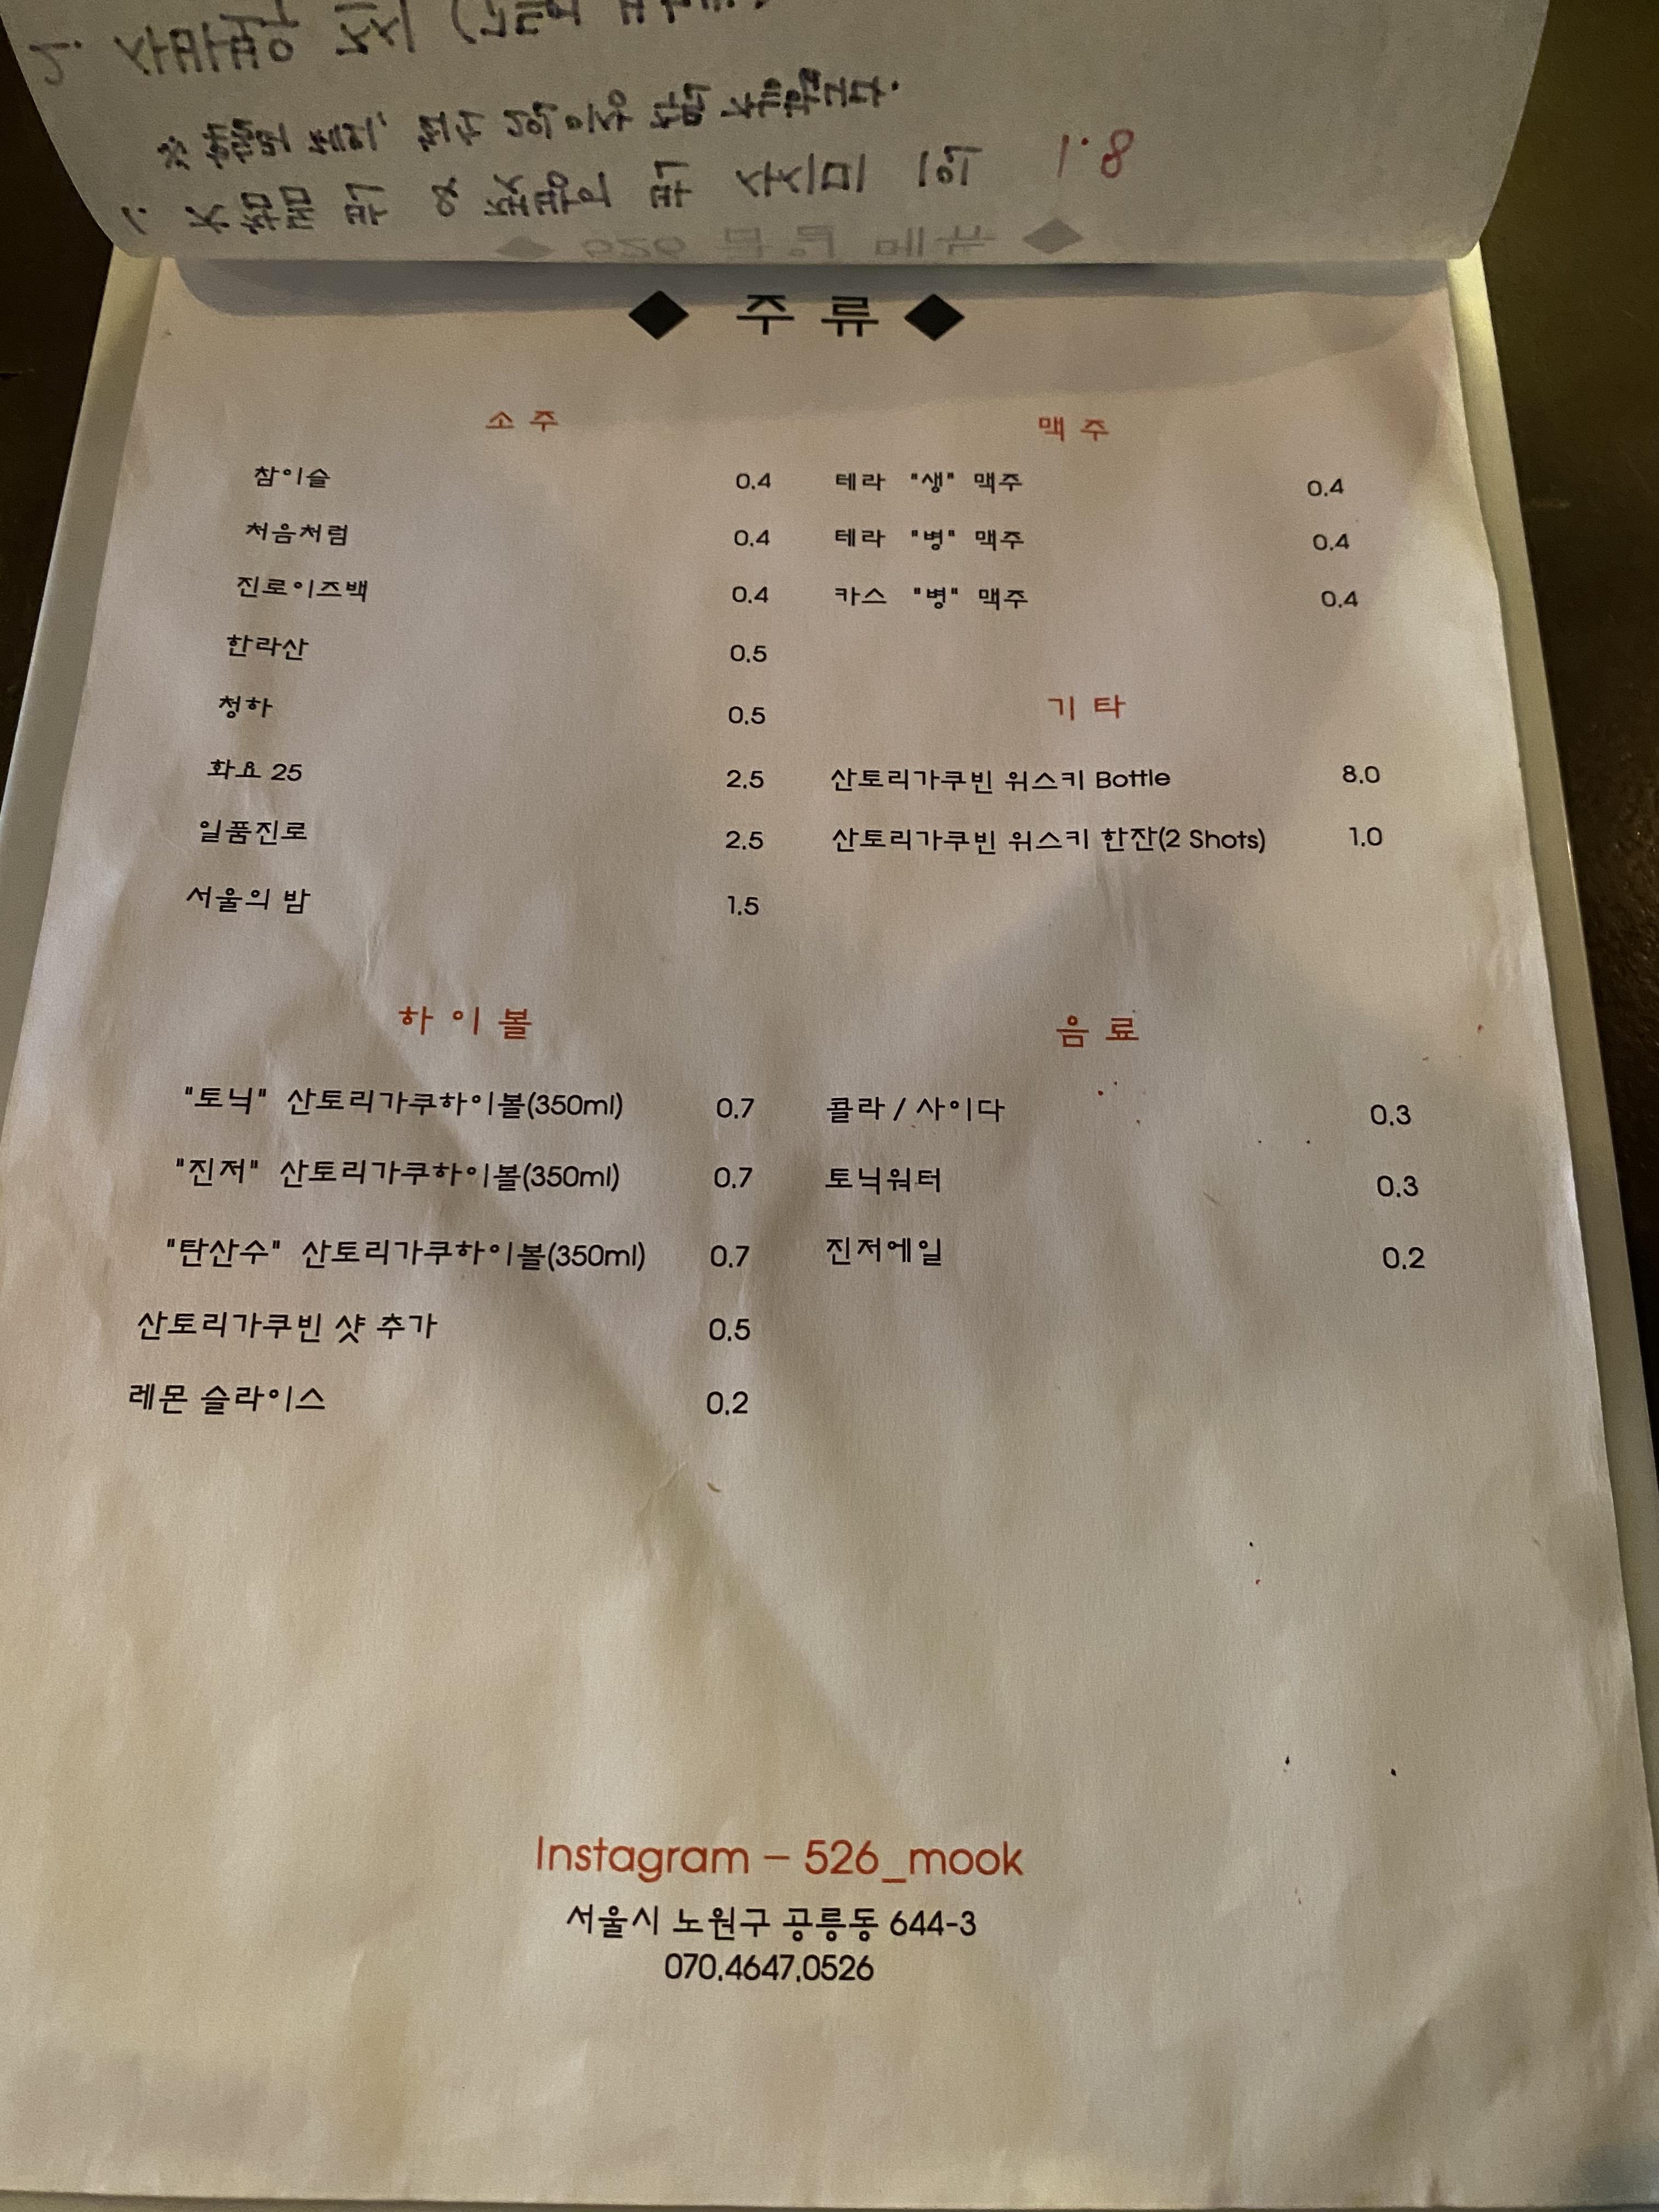 ◆ 주 류 ◆
소 주
참이슬 0.4
처음처럼 0.4
진로이즈백 0.4
한라산 0.5
청하 0.5
화요 25 2.5
일품진로 2.5
서울의 밤 1.5
맥 주
테라 "생" 맥주 0.4
테라 "병" 맥주 0.4
카스 "병" 맥주 0.4
기 타
산토리가쿠빈 위스키 Bottle 8.0
산토리가쿠빈 위스키 한잔(2 Shots) 1.0
하 이 볼
"토닉" 산토리가쿠하이볼(350ml) 0.7
"진저" 산토리가쿠하이볼(350ml) 0.7
"탄산수" 산토리가쿠하이볼(350ml) 0.7
산토리가쿠빈 샷 추가 0.5
레몬 슬라이스 0.2
음 료
콜라 / 사이다 0.3
토닉워터 0.3
진저에일 0.2
Instagram – 526_mook
서울시 노원구 공릉동 644-3
070.4647.0526